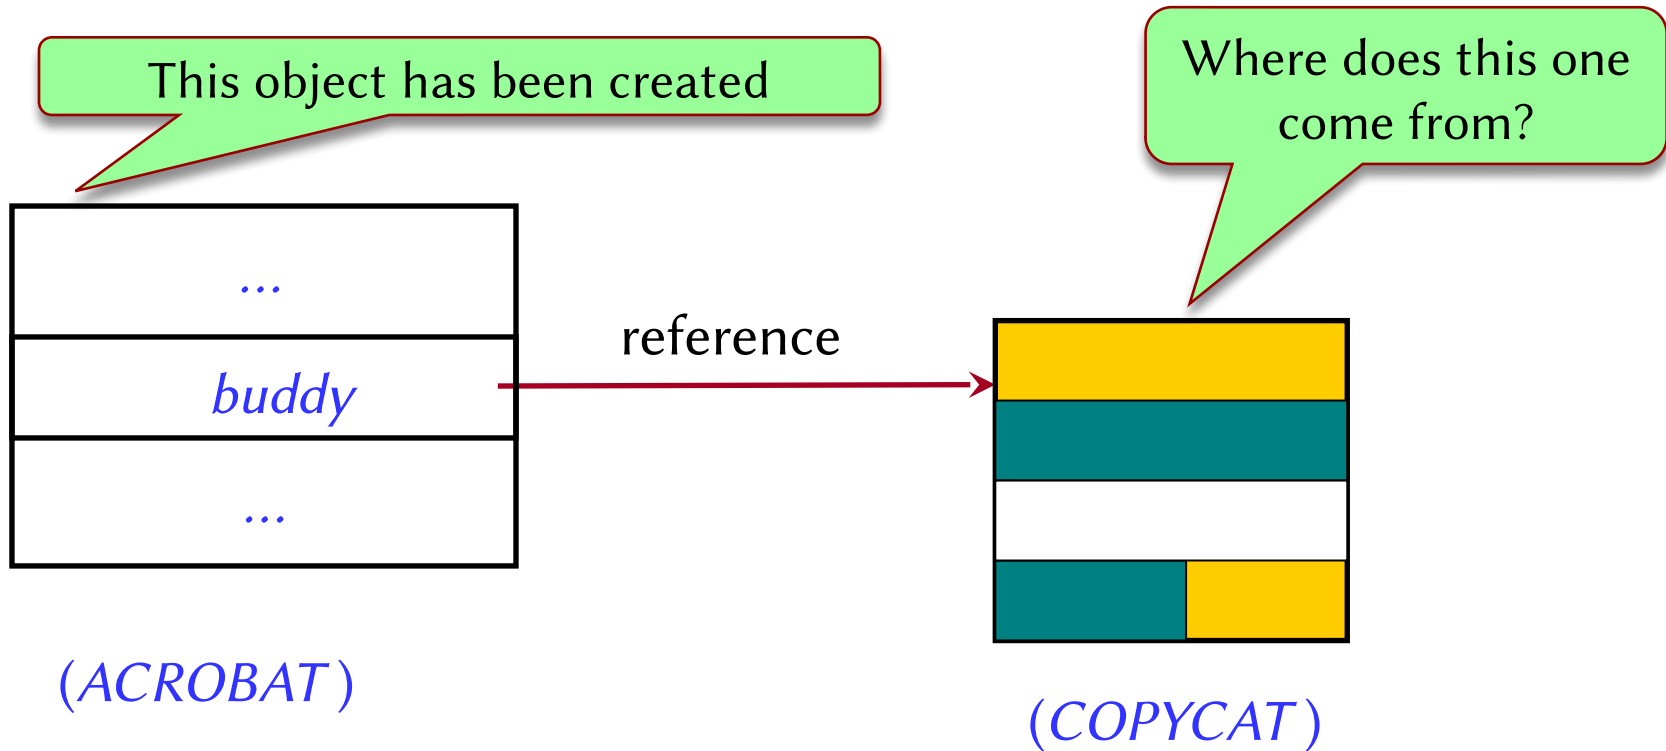 This object has been created
Where does this one
come from?
...
reference
buddy
...
(ACROBAT)
(COPYCAT)